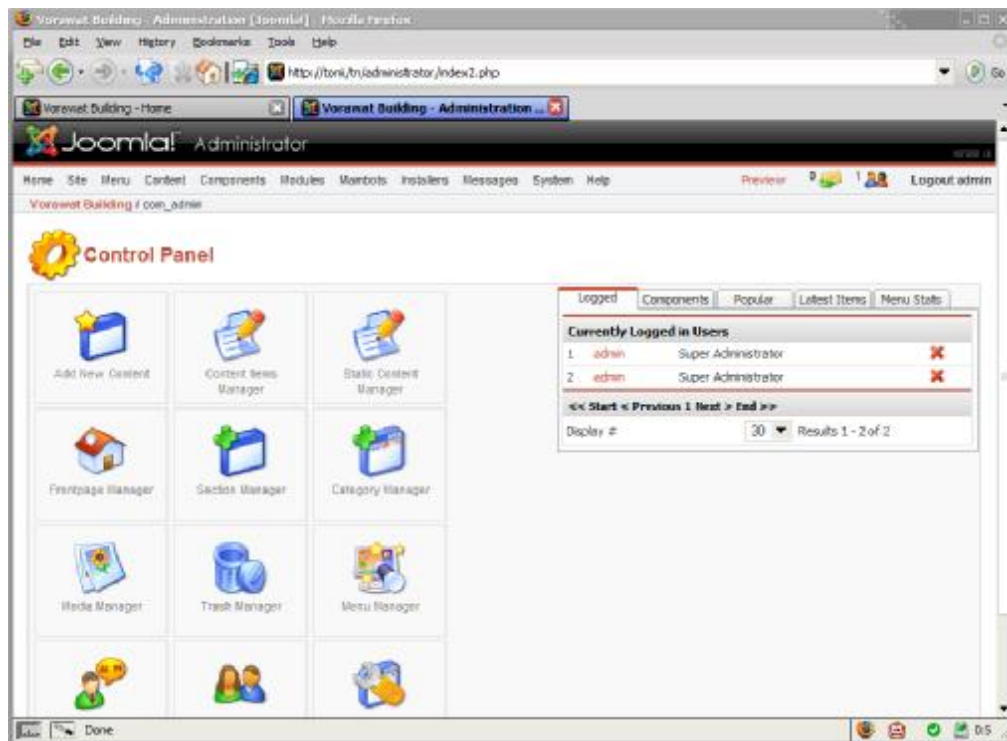 Vorawat Building - Administration [Joomla!] - Mozilla Firefox
File Edit View History Bookmarks Tools Help
http://toni/tn/administrator/index2.php Go
Vorawat Building - Home
Vorawat Building - Administration ...
Joomla! Administrator
Home Site Menu Content Components Modules Mambots Installers Messages System Help Preview 0 1 Logout admin
Vorawat Building / com_admin
Control Panel
Add New Content
Content Items Manager
Static Content Manager
Frontpage Manager
Section Manager
Category Manager
Media Manager
Trash Manager
Menu Manager
Logged Components Popular Latest Items Menu Stats
Currently Logged in Users
1 admin Super Administrator
2 admin Super Administrator
<< Start < Previous 1 Next > End >>
Display # 30 Results 1 - 2 of 2
Done